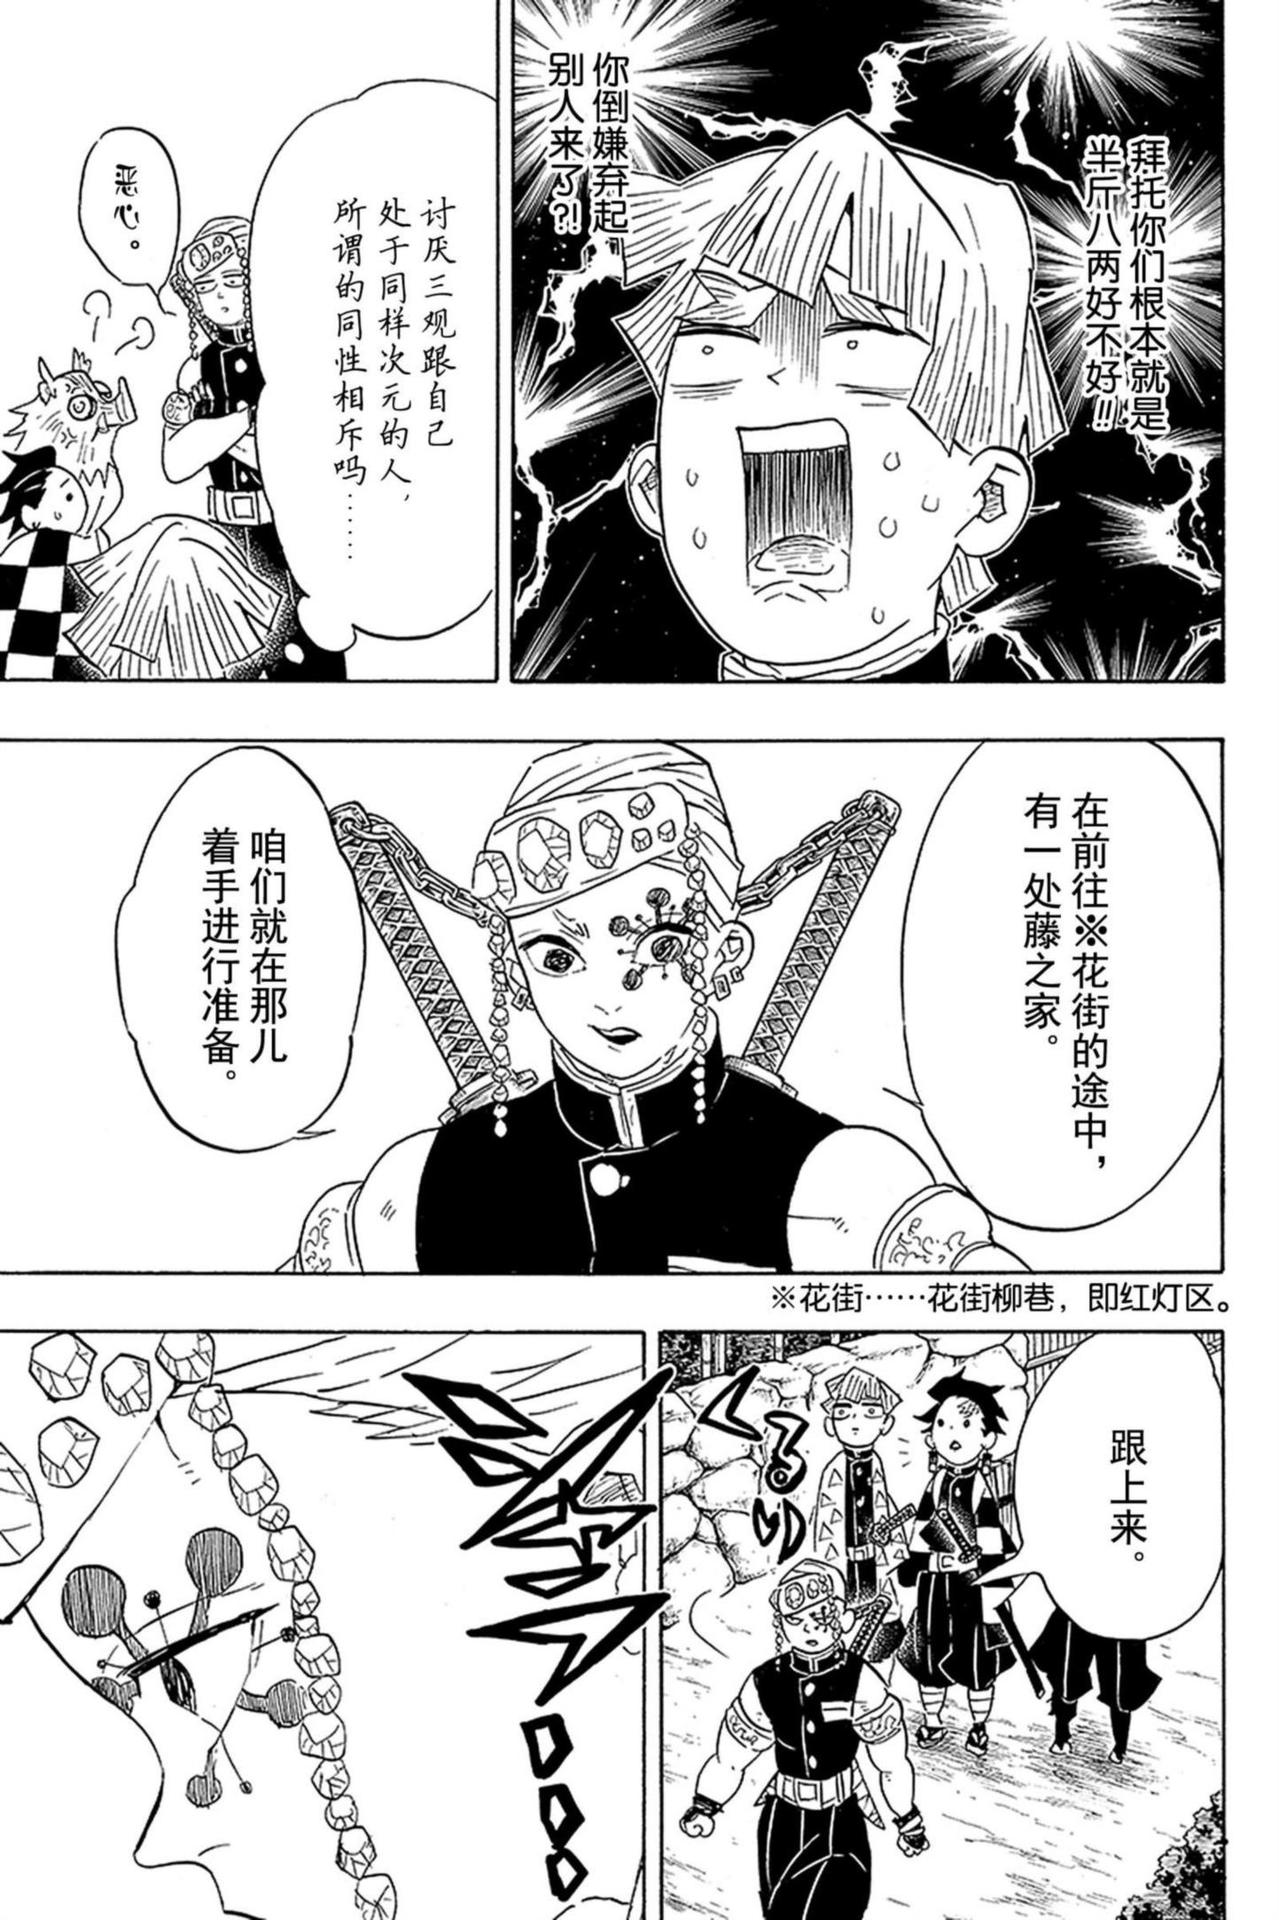 拜托你们根本就是
半斤八两好不好!!
你倒嫌弃起
别人来了?!
讨厌三观跟自己
处于同样次元的人,
所谓的同性相斥吗……
恶
心。
在前往※花街的途中,
有一处藤之家。
咱们就在那儿
着手进行准备。
※花街……花街柳巷，即红灯区。
跟上来。
くるり